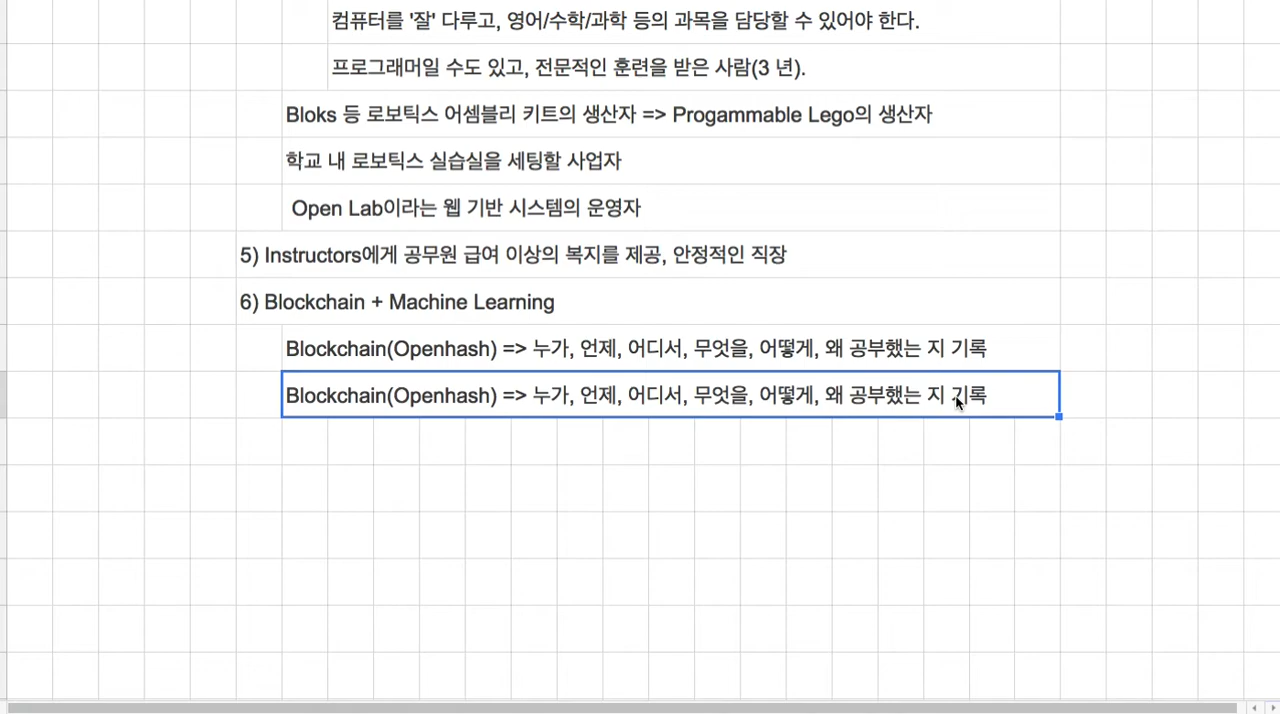 컴퓨터를 '잘' 다루고, 영어/수학/과학 등의 과목을 담당할 수 있어야 한다.
프로그래머일 수도 있고, 전문적인 훈련을 받은 사람(3 년).
Bloks 등 로보틱스 어셈블리 키트의 생산자 => Progammable Lego의 생산자
학교 내 로보틱스 실습실을 세팅할 사업자
Open Lab이라는 웹 기반 시스템의 운영자
5) Instructors에게 공무원 급여 이상의 복지를 제공, 안정적인 직장
6) Blockchain + Machine Learning
Blockchain(Openhash) => 누가, 언제, 어디서, 무엇을, 어떻게, 왜 공부했는 지 기록
Blockchain(Openhash) => 누가, 언제, 어디서, 무엇을, 어떻게, 왜 공부했는 지 기록